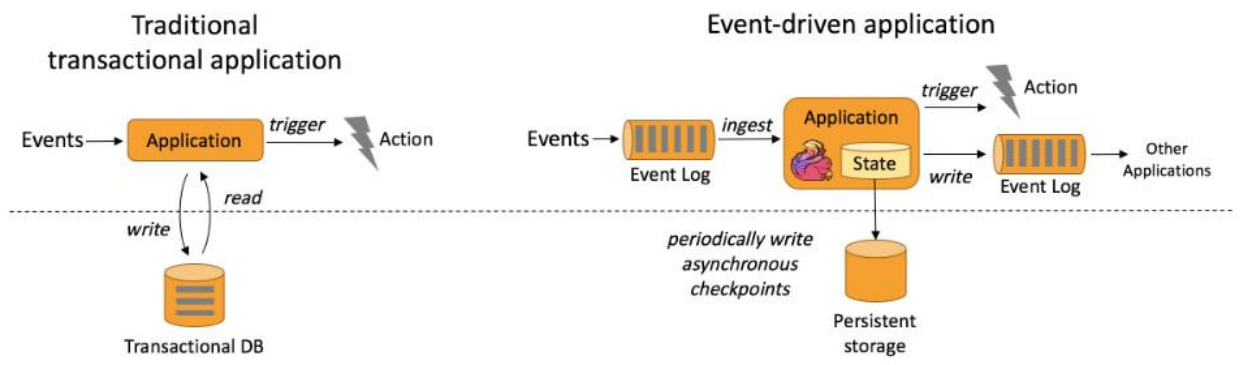 Traditional
transactional application
Events
Application
trigger
Action
write
read
Transactional DB
Event-driven application
Events
Event Log
ingest
Application
State
trigger
Action
write
Event Log
Other
Applications
periodically write
asynchronous
checkpoints
Persistent
storage